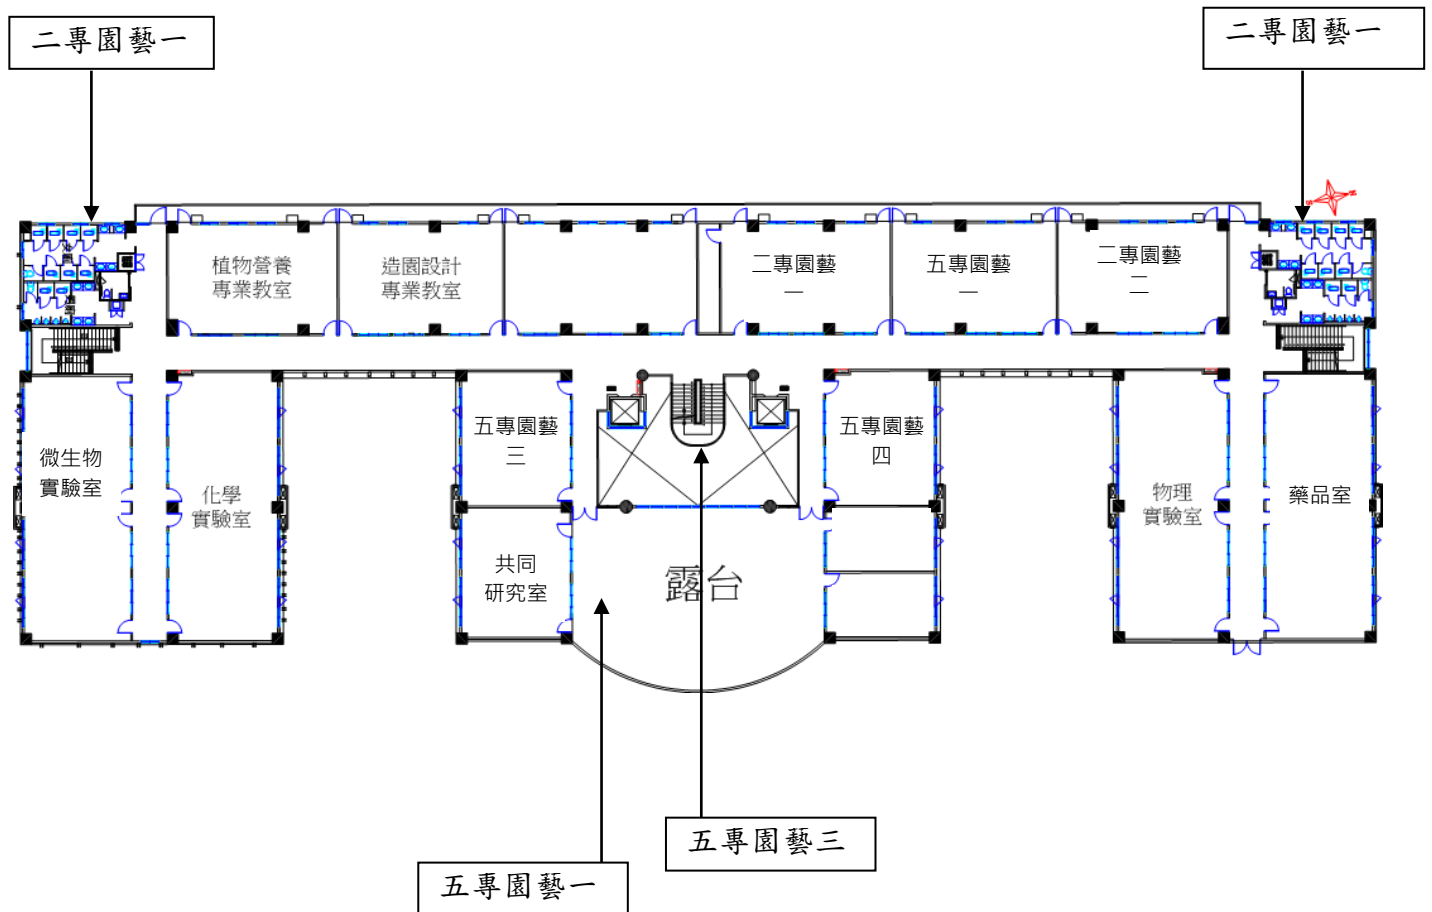 二專園藝一
二專園藝一
植物營養
專業教室
造園設計
專業教室
二專園藝
一
五專園藝
一
二專園藝
二
五專園藝
三
五專園藝
四
微生物
實驗室
化學
實驗室
物理
實驗室
藥品室
共同
研究室
露台
五專園藝三
五專園藝一